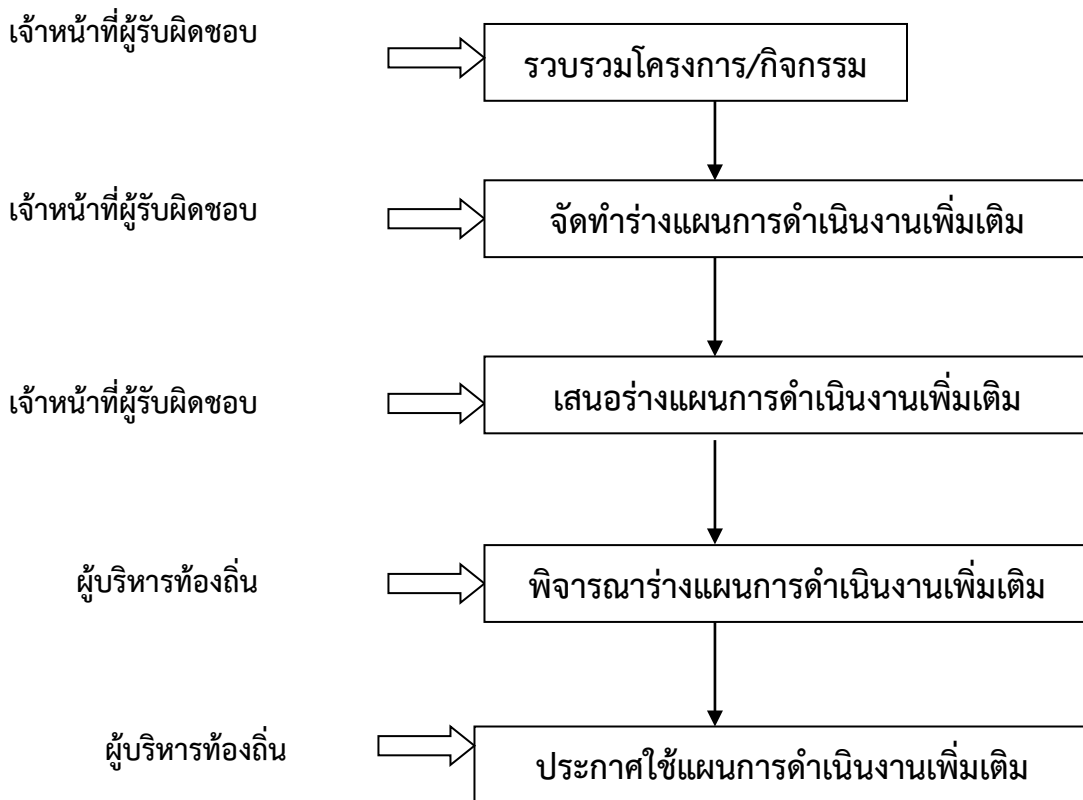 เจ้าหน้าที่ผู้รับผิดชอบ
รวบรวมโครงการ/กิจกรรม
เจ้าหน้าที่ผู้รับผิดชอบ
จัดทำร่างแผนการดำเนินงานเพิ่มเติม
เจ้าหน้าที่ผู้รับผิดชอบ
เสนอร่างแผนการดำเนินงานเพิ่มเติม
ผู้บริหารท้องถิ่น
พิจารณาร่างแผนการดำเนินงานเพิ่มเติม
ผู้บริหารท้องถิ่น
ประกาศใช้แผนการดำเนินงานเพิ่มเติม